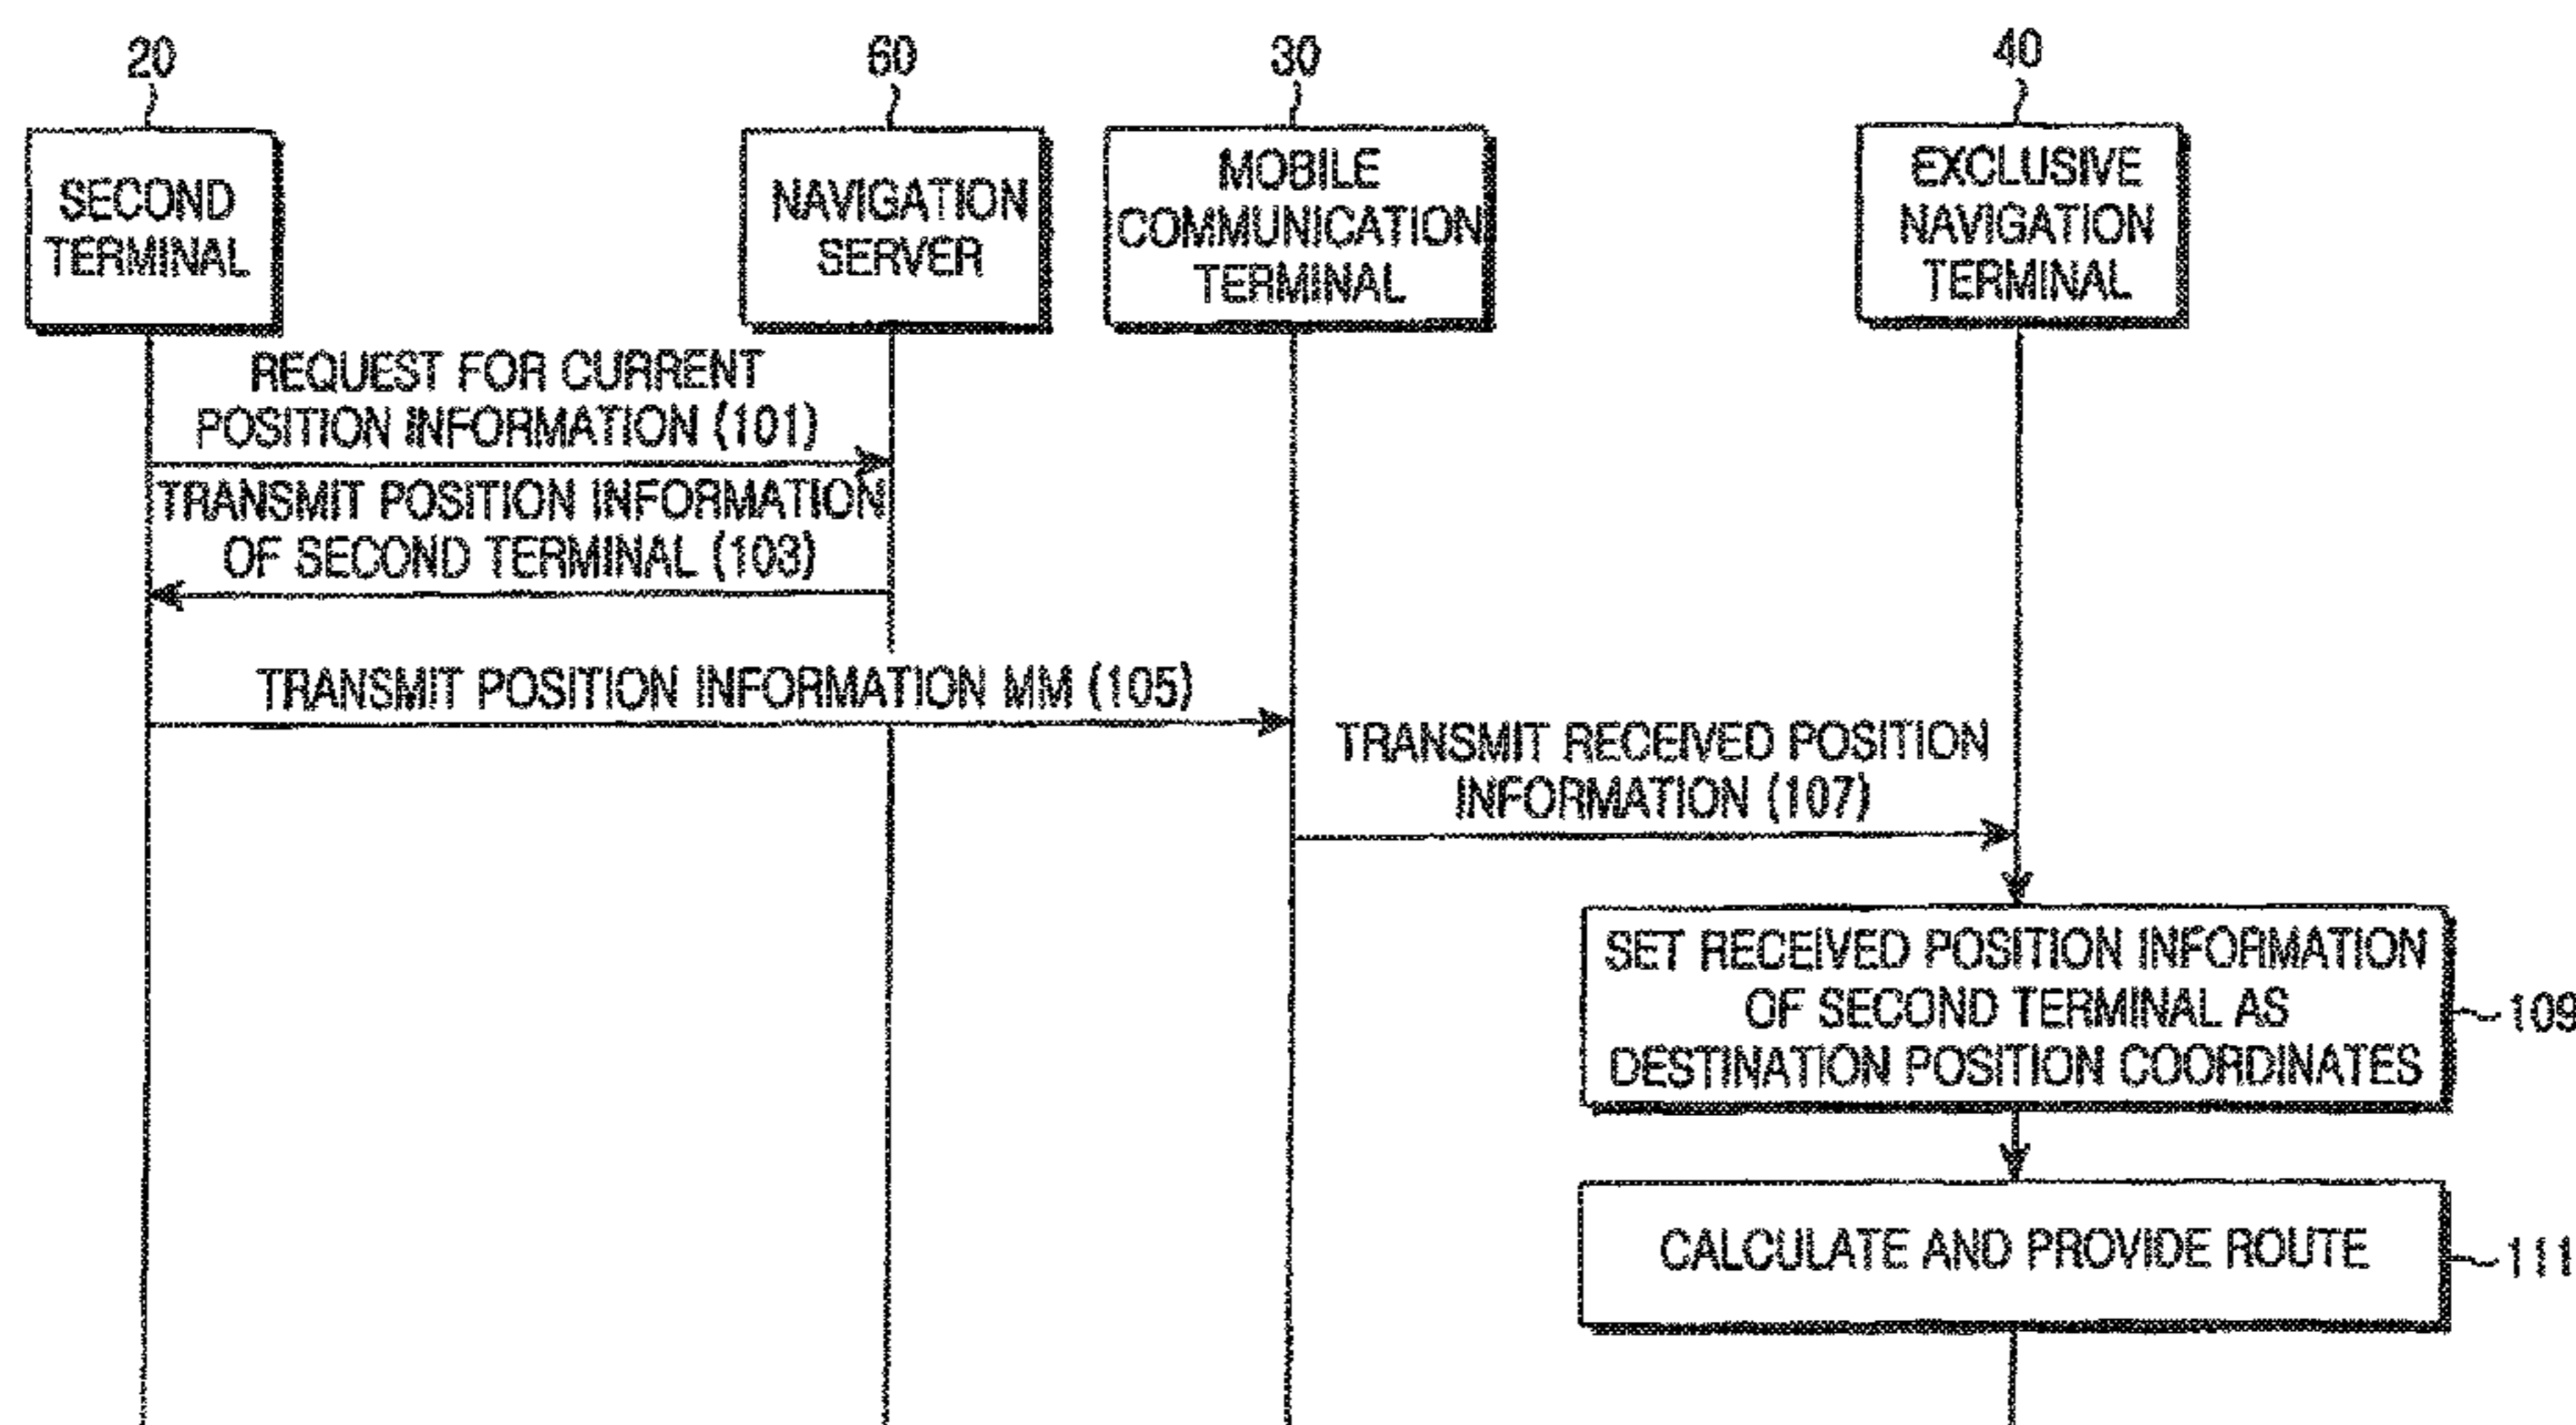 20
60
30
40
SECOND
TERMINAL
NAVIGATION
SERVER
MOBILE
COMMUNICATION
TERMINAL
EXCLUSIVE
NAVIGATION
TERMINAL
REQUEST FOR CURRENT
POSITION INFORMATION (101)
TRANSMIT POSITION INFORMATION
OF SECOND TERMINAL (103)
TRANSMIT POSITION INFORMATION MM (105)
TRANSMIT RECEIVED POSITION
INFORMATION (107)
SET RECEIVED POSITION INFORMATION
OF SECOND TERMINAL AS
DESTINATION POSITION COORDINATES
109
CALCULATE AND PROVIDE ROUTE
111